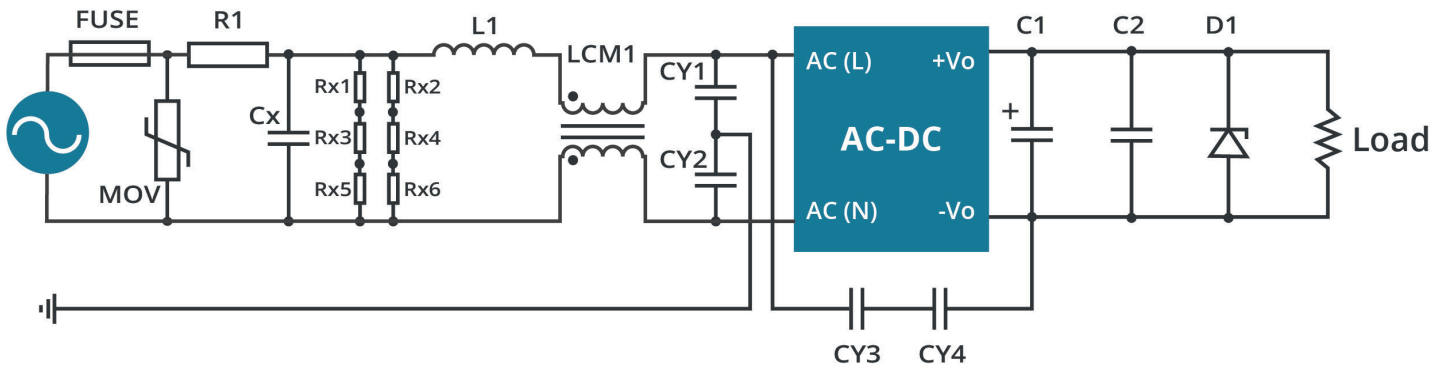 FUSE
R1
L1
LCM1
C1
C2
D1
CY1
AC (L)
+Vo
Rx1
Rx2
Cx
+
Rx3
Rx4
AC-DC
Load
CY2
MOV
Rx5
Rx6
AC (N)
-Vo
CY3
CY4